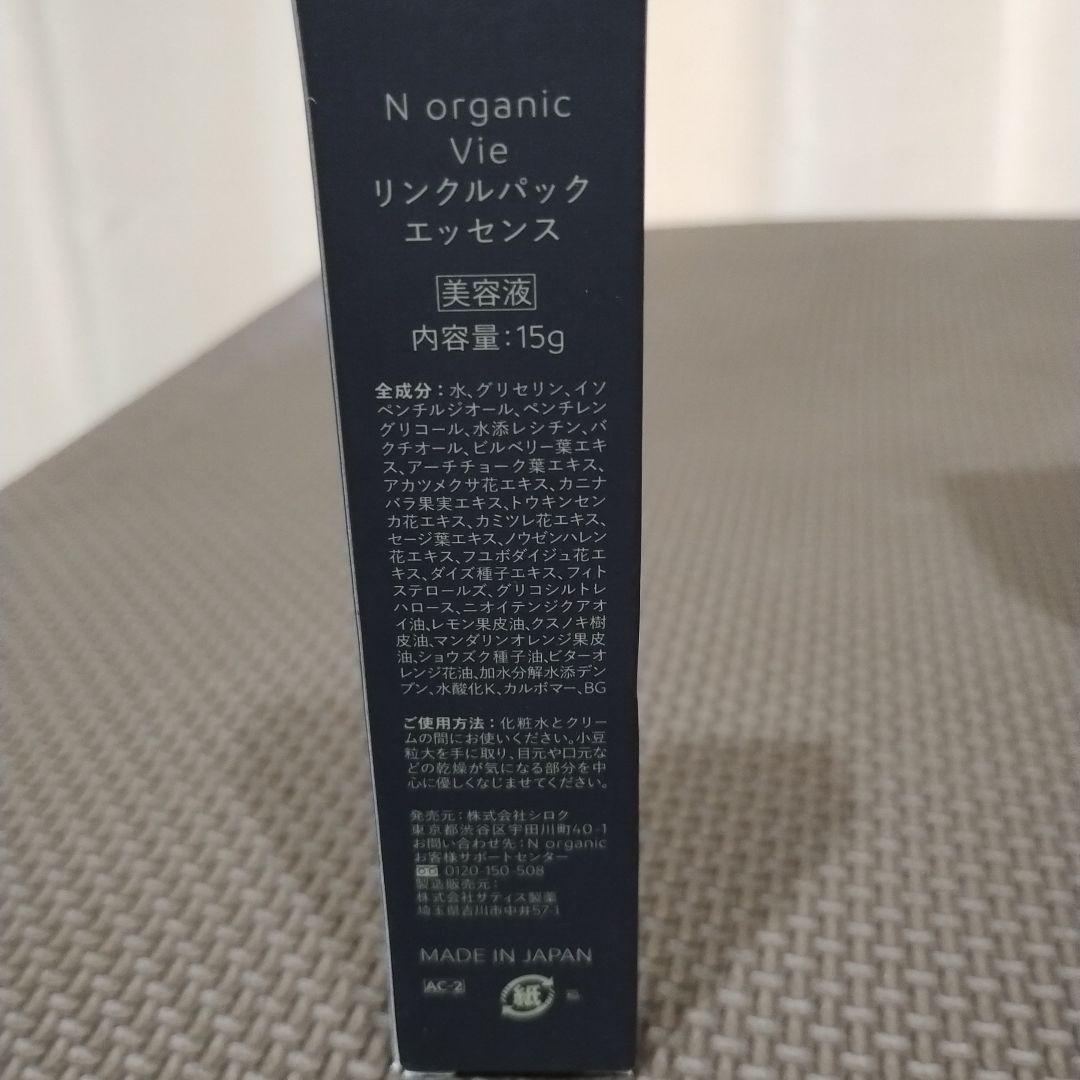 N organic
Vie
リンクルパック
エッセンス
美容液
内容量:15g
全成分:水、グリセリン、イソ
ペンチルジオール、ペンチレン
グリコール、水添レシチン、バ
クチオール、ビルベリー葉エキ
ス、アーチチョーク葉エキス、
アカツメクサ花エキス、カニナ
バラ果実エキス、トウキンセン
カ花エキス、カミツレ花エキス、
セージ葉エキス、ノウゼンハレン
花エキス、フユボダイジュ花エ
キス、ダイズ種子エキス、フィト
ステロールズ、グリコシルトレ
ハロース、ニオイテンジクアオ
イ油、レモン果皮油、クスノキ樹
皮油、マンダリンオレンジ果皮
油、ショウズク種子油、ビターオ
レンジ花油、加水分解水添デン
プン、水酸化K、カルボマー、BG
ご使用方法:化粧水とクリー
ムの間にお使いください。小豆
粒大を手に取り、目元や口元な
どの乾燥が気になる部分を中
心に優しくなじませてください。
発売元:株式会社シロク
東京都渋谷区宇田川町40-1
お問い合わせ先:N organic
お客様サポートセンター
0120-150-508
製造販売元:
株式会社サティス製薬
埼玉県吉川市中井57-1
MADE IN JAPAN
AC-2
紙